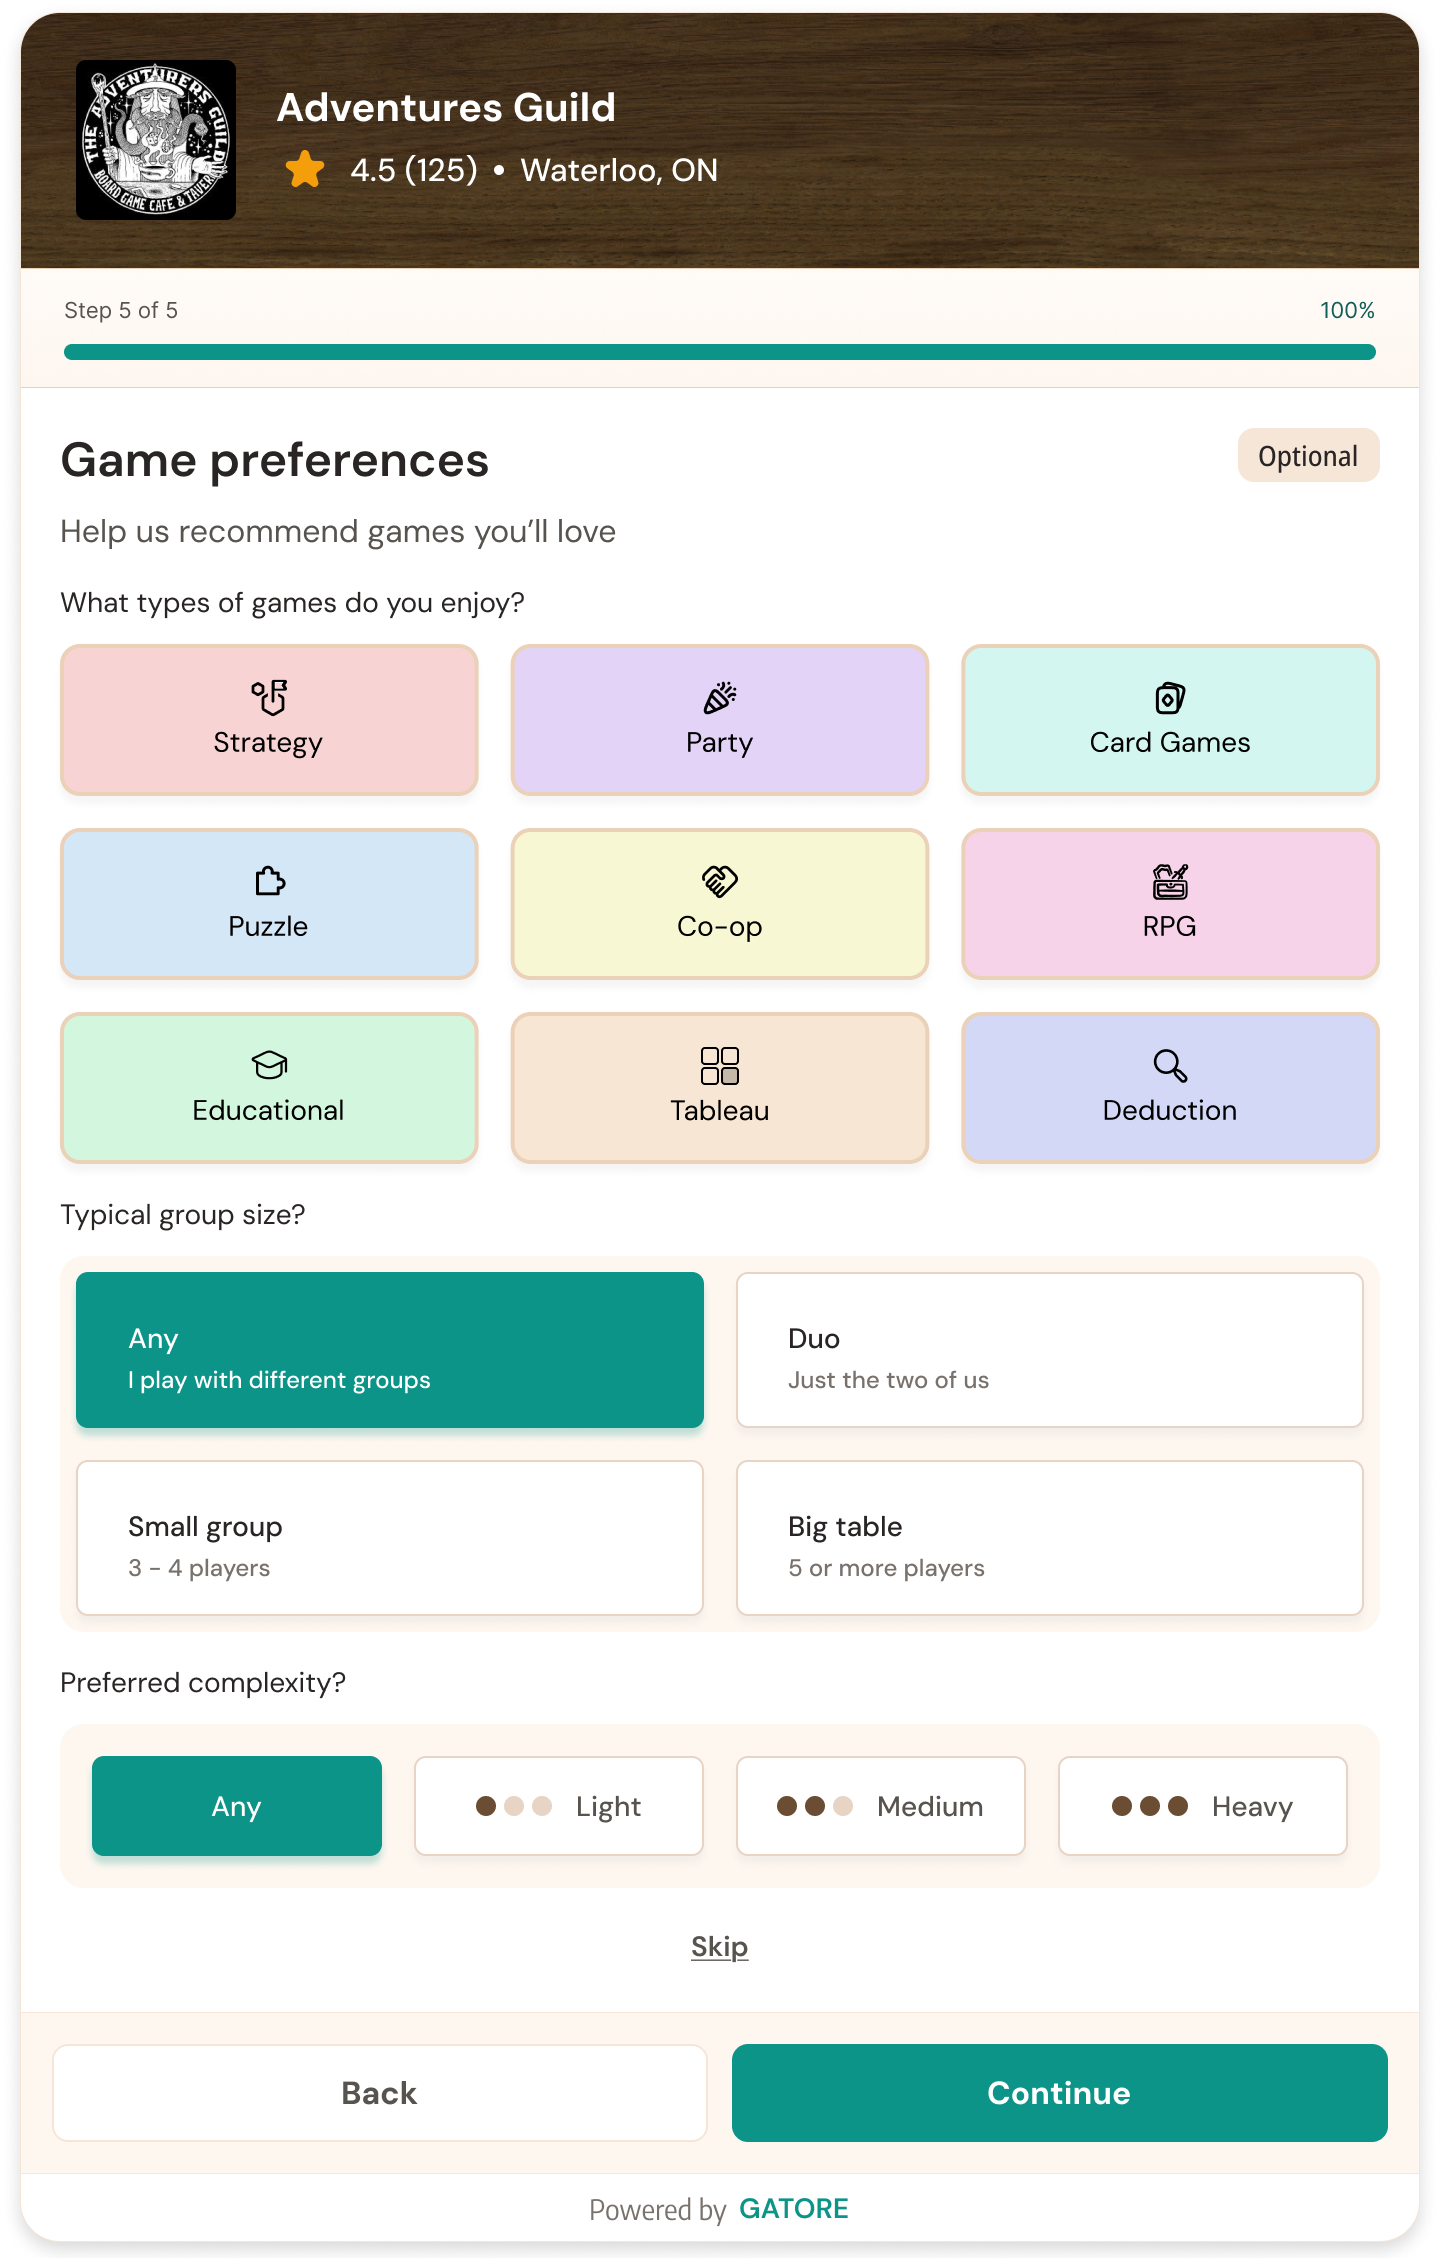 THE ADVENTURERS GUILD
BOARD GAME CAFE & TAVERN
Adventures Guild
4.5 (125) • Waterloo, ON
Step 5 of 5
100%
Game preferences
Optional
Help us recommend games you’ll love
What types of games do you enjoy?
Strategy
Party
Card Games
Puzzle
Co-op
RPG
Educational
Tableau
Deduction
Typical group size?
Any
I play with different groups
Duo
Just the two of us
Small group
3 - 4 players
Big table
5 or more players
Preferred complexity?
Any
Light
Medium
Heavy
Skip
Back
Continue
Powered by GATORE